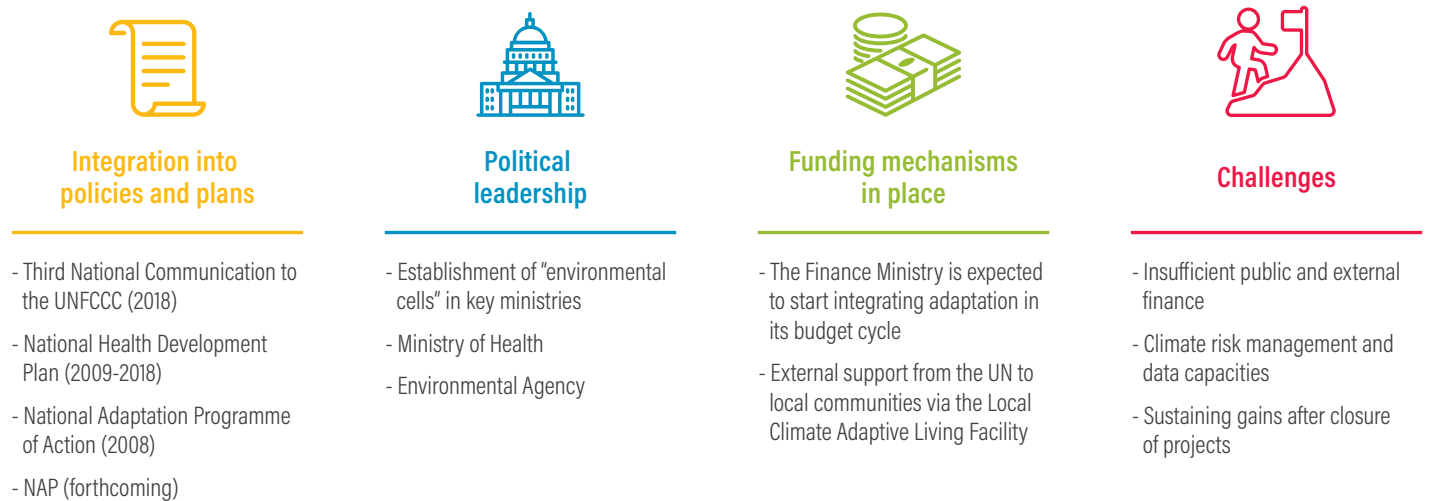 Integration into
policies and plans
- Third National Communication to
the UNFCCC (2018)
- National Health Development
Plan (2009-2018)
- National Adaptation Programme
of Action (2008)
- NAP (forthcoming)
Political
leadership
- Establishment of "environmental
cells" in key ministries
- Ministry of Health
- Environmental Agency
Funding mechanisms
in place
- The Finance Ministry is expected
to start integrating adaptation in
its budget cycle
- External support from the UN to
local communities via the Local
Climate Adaptive Living Facility
Challenges
- Insufficient public and external
finance
- Climate risk management and
data capacities
- Sustaining gains after closure
of projects